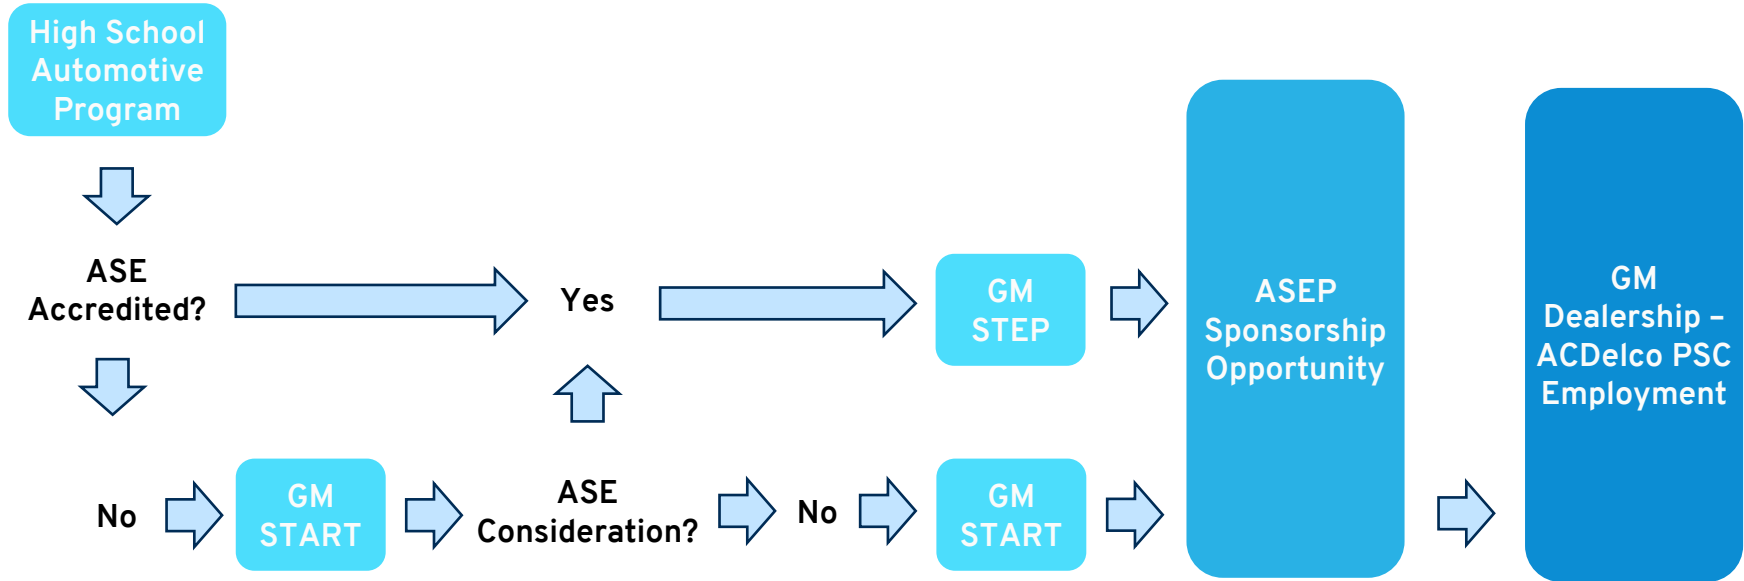 High School
Automotive
Program
ASE
Accredited?
Yes
GM
STEP
ASEP
Sponsorship
Opportunity
GM
Dealership –
ACDelco PSC
Employment
No
GM
START
ASE
Consideration?
No
GM
START